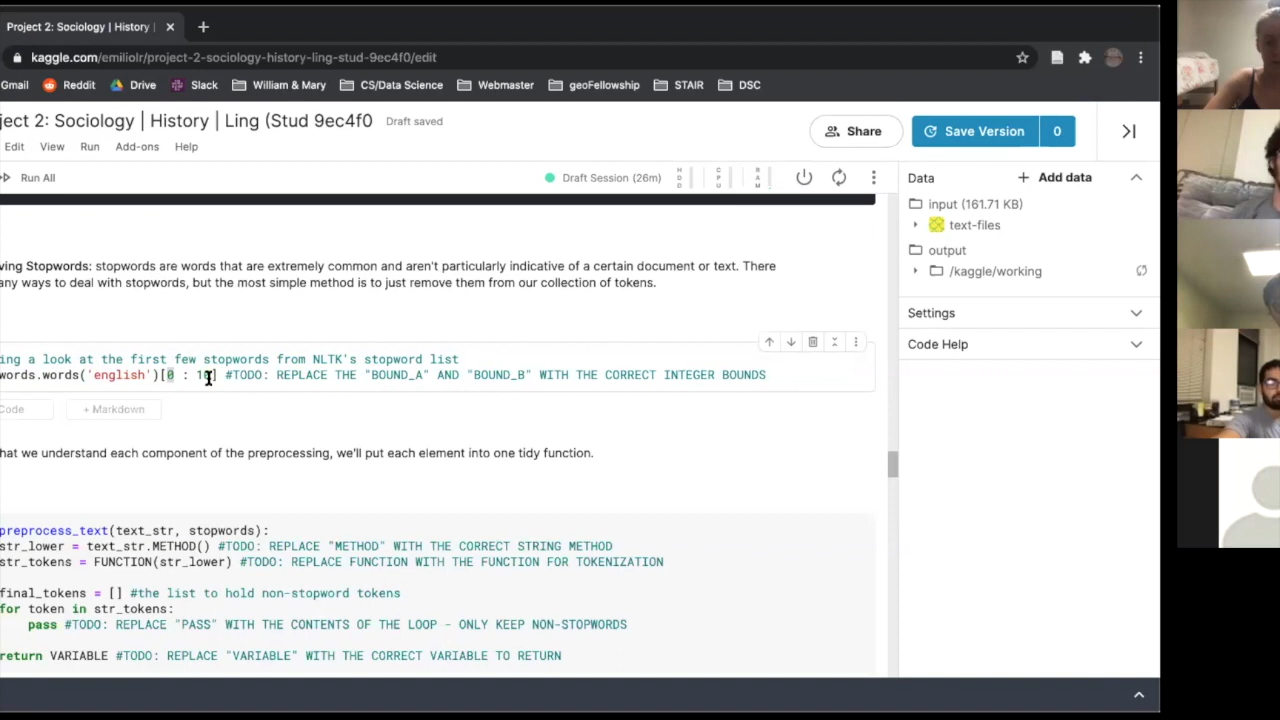 Project 2: Sociology | History |
kaggle.com/emiliolr/project-2-sociology-history-ling-stud-9ec4f0/edit
Gmail Reddit Drive Slack William & Mary CS/Data Science Webmaster geoFellowship STAIR DSC
ject 2: Sociology | History | Ling (Stud 9ec4f0 Draft saved
Share Save Version 0
Edit View Run Add-ons Help
Run All Draft Session (26m) HDD CPU RAM
Data + Add data
input (161.71 KB)
text-files
output
/kaggle/working
Settings
Code Help
ving Stopwords: stopwords are words that are extremely common and aren't particularly indicative of a certain document or text. There
any ways to deal with stopwords, but the most simple method is to just remove them from our collection of tokens.
ing a look at the first few stopwords from NLTK's stopword list
words.words('english')[0 : 10] #TODO: REPLACE THE "BOUND_A" AND "BOUND_B" WITH THE CORRECT INTEGER BOUNDS
Code + Markdown
hat we understand each component of the preprocessing, we'll put each element into one tidy function.
preprocess_text(text_str, stopwords):
str_lower = text_str.METHOD() #TODO: REPLACE "METHOD" WITH THE CORRECT STRING METHOD
str_tokens = FUNCTION(str_lower) #TODO: REPLACE FUNCTION WITH THE FUNCTION FOR TOKENIZATION
final_tokens = [] #the list to hold non-stopword tokens
for token in str_tokens:
pass #TODO: REPLACE "PASS" WITH THE CONTENTS OF THE LOOP - ONLY KEEP NON-STOPWORDS
return VARIABLE #TODO: REPLACE "VARIABLE" WITH THE CORRECT VARIABLE TO RETURN